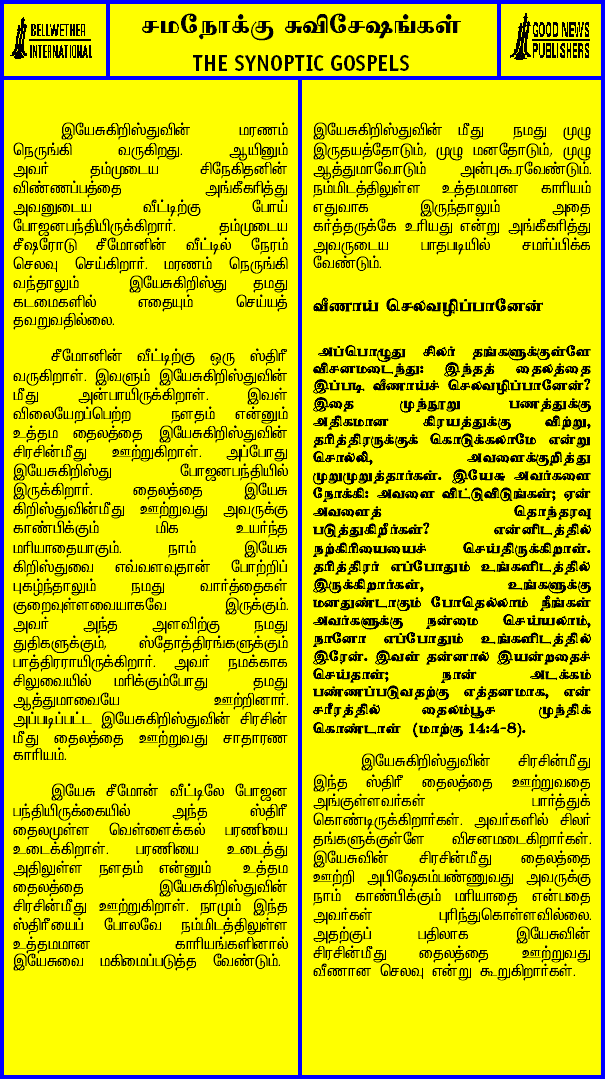 BELLWETHER
INTERNATIONAL
சமநோக்கு சுவிசேஷங்கள்
THE SYNOPTIC GOSPELS
GOOD NEWS
PUBLISHERS
இயேசுகிறிஸ்துவின் மரணம்
நெருங்கி வருகிறது. ஆயினும்
அவர் தம்முடைய சிநேகிதனின்
விண்ணப்பத்தை அங்கீகரித்து
அவனுடைய வீட்டிற்கு போய்
போஜனபந்தியிருக்கிறார். தம்முடைய
சீஷரோடு சீமோனின் வீட்டில் நேரம்
செலவு செய்கிறார். மரணம் நெருங்கி
வந்தாலும் இயேசுகிறிஸ்து தமது
கடமைகளில் எதையும் செய்யத்
தவறுவதில்லை.
சீமோனின் வீட்டிற்கு ஒரு ஸ்திரீ
வருகிறாள். இவளும் இயேசுகிறிஸ்துவின்
மீது அன்பாயிருக்கிறாள். இவள்
விலையேறப்பெற்ற நளதம் என்னும்
உத்தம தைலத்தை இயேசுகிறிஸ்துவின்
சிரசின்மீது ஊற்றுகிறாள். அப்போது
இயேசுகிறிஸ்து போஜனபந்தியில்
இருக்கிறார். தைலத்தை இயேசு
கிறிஸ்துவின்மீது ஊற்றுவது அவருக்கு
காண்பிக்கும் மிக உயர்ந்த
மரியாதையாகும். நாம் இயேசு
கிறிஸ்துவை எவ்வளவுதான் போற்றிப்
புகழ்ந்தாலும் நமது வார்த்தைகள்
குறைவுள்ளவையாகவே இருக்கும்.
அவர் அந்த அளவிற்கு நமது
துதிகளுக்கும், ஸ்தோத்திரங்களுக்கும்
பாத்திரராயிருக்கிறார். அவர் நமக்காக
சிலுவையில் மரிக்கும்போது தமது
ஆத்துமாவையே ஊற்றினார்.
அப்படிப்பட்ட இயேசுகிறிஸ்துவின் சிரசின்
மீது தைலத்தை ஊற்றுவது சாதாரண
காரியம்.
இயேசு சீமோன் வீட்டிலே போஜன
பந்தியிருக்கையில் அந்த ஸ்திரீ
தைலமுள்ள வெள்ளைக்கல் பரணியை
உடைக்கிறாள். பரணியை உடைத்து
அதிலுள்ள நளதம் என்னும் உத்தம
தைலத்தை இயேசுகிறிஸ்துவின்
சிரசின்மீது ஊற்றுகிறாள். நாமும் இந்த
ஸ்திரீயைப் போலவே நம்மிடத்திலுள்ள
உத்தமமான காரியங்களினால்
இயேசுவை மகிமைப்படுத்த வேண்டும்.
இயேசுகிறிஸ்துவின் மீது நமது முழு
இருதயத்தோடும், முழு மனதோடும், முழு
ஆத்துமாவோடும் அன்புகூரவேண்டும்.
நம்மிடத்திலுள்ள உத்தமமான காரியம்
எதுவாக இருந்தாலும் அதை
கர்த்தருக்கே உரியது என்று அங்கீகரித்து
அவருடைய பாதபடியில் சமர்ப்பிக்க
வேண்டும்.
வீணாய் செலவழிப்பானேன்
அப்பொழுது சிலர் தங்களுக்குள்ளே
விசனமடைந்து: இந்தத் தைலத்தை
இப்படி வீணாய்ச் செலவழிப்பானேன்?
இதை முந்நூறு பணத்துக்கு
அதிகமான கிரயத்துக்கு விற்று,
தரித்திரருக்குக் கொடுக்கலாமே என்று
சொல்லி, அவளைக்குறித்து
முறுமுறுத்தார்கள். இயேசு அவர்களை
நோக்கி: அவளை விட்டுவிடுங்கள்; ஏன்
அவளைத் தொந்தரவு
படுத்துகிறீர்கள்? என்னிடத்தில்
நற்கிரியையைச் செய்திருக்கிறாள்.
தரித்திரர் எப்போதும் உங்களிடத்தில்
இருக்கிறார்கள், உங்களுக்கு
மனதுண்டாகும் போதெல்லாம் நீங்கள்
அவர்களுக்கு நன்மை செய்யலாம்,
நானோ எப்போதும் உங்களிடத்தில்
இரேன். இவள் தன்னால் இயன்றதைச்
செய்தாள்; நான் அடக்கம்
பண்ணப்படுவதற்கு எத்தனமாக, என்
சரீரத்தில் தைலம்பூச முந்திக்
கொண்டாள் (மாற்கு 14:4-8).
இயேசுகிறிஸ்துவின் சிரசின்மீது
இந்த ஸ்திரீ தைலத்தை ஊற்றுவதை
அங்குள்ளவர்கள் பார்த்துக்
கொண்டிருக்கிறார்கள். அவர்களில் சிலர்
தங்களுக்குள்ளே விசனமடைகிறார்கள்.
இயேசுவின் சிரசின்மீது தைலத்தை
ஊற்றி அபிஷேகம்பண்ணுவது அவருக்கு
நாம் காண்பிக்கும் மரியாதை என்பதை
அவர்கள் புரிந்துகொள்ளவில்லை.
அதற்குப் பதிலாக இயேசுவின்
சிரசின்மீது தைலத்தை ஊற்றுவது
வீணான செலவு என்று கூறுகிறார்கள்.